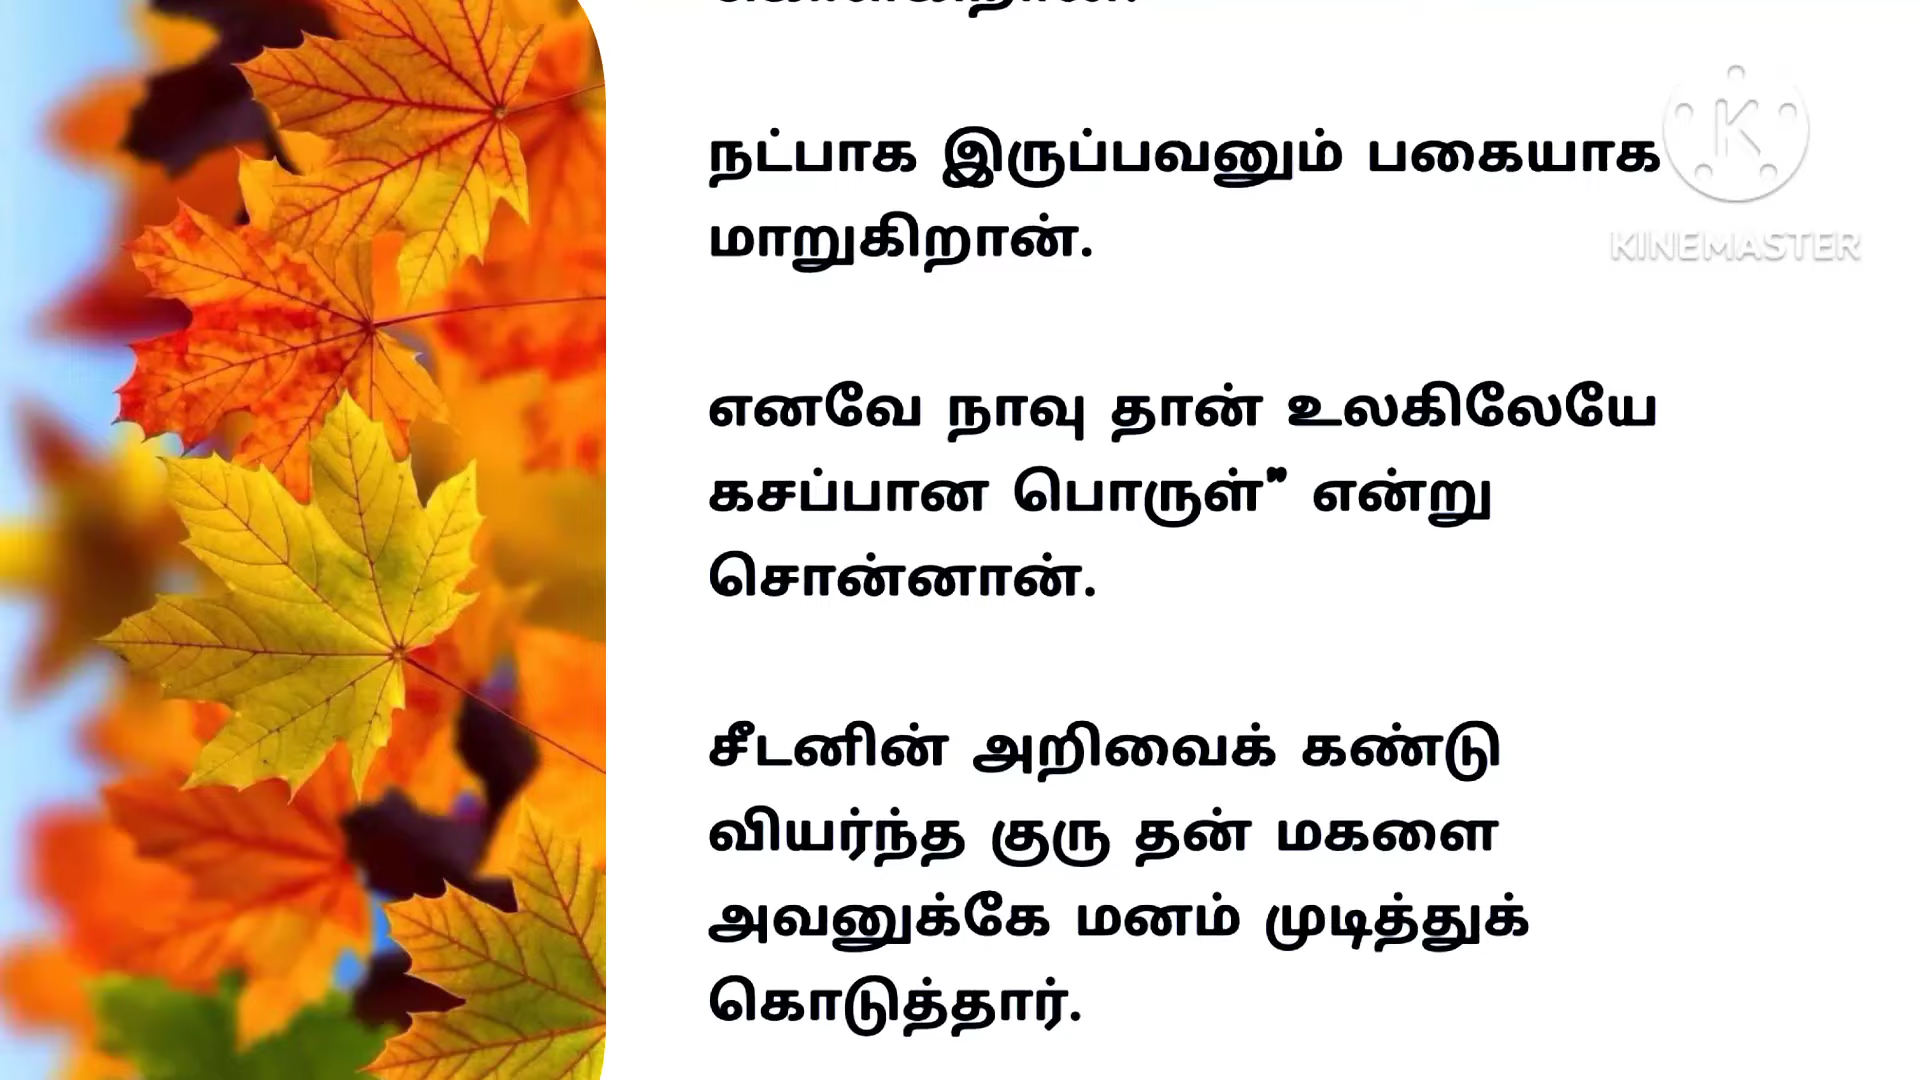 நட்பாக இருப்பவனும் பகையாக
மாறுகிறான்.
எனவே நாவு தான் உலகிலேயே
கசப்பான பொருள்” என்று
சொன்னான்.
சீடனின் அறிவைக் கண்டு
வியர்ந்த குரு தன் மகளை
அவனுக்கே மனம் முடித்துக்
கொடுத்தார்.
K
KINEMASTER